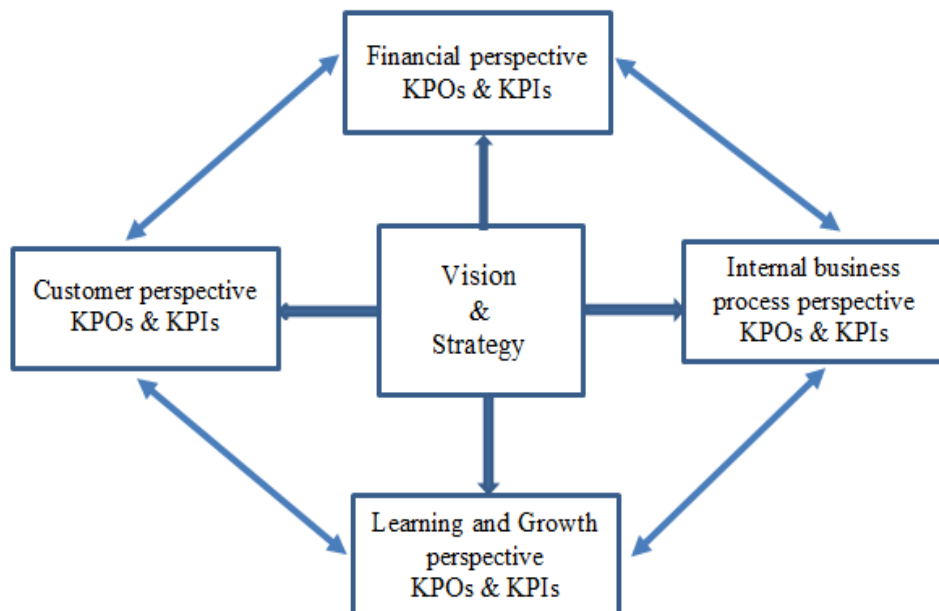 Financial perspective
KPOs & KPIs
Customer perspective
KPOs & KPIs
Vision
&
Strategy
Internal business
process perspective
KPOs & KPIs
Learning and Growth
perspective
KPOs & KPIs